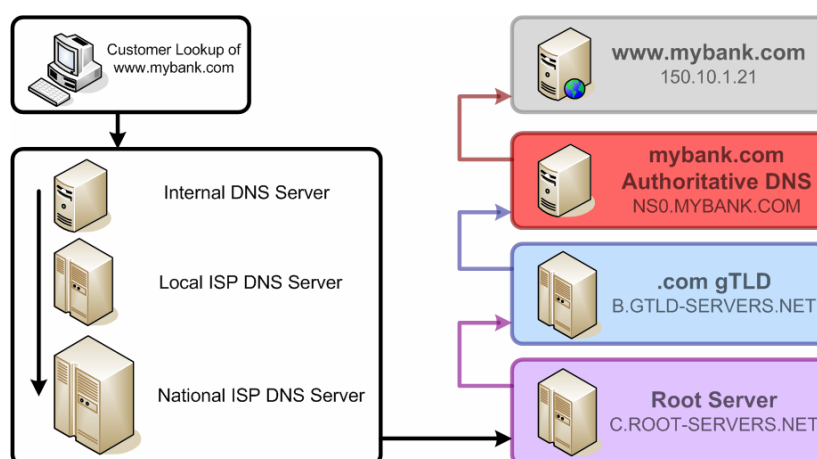 Customer Lookup of
www.mybank.com
Internal DNS Server
Local ISP DNS Server
National ISP DNS Server
www.mybank.com
150.10.1.21
mybank.com
Authoritative DNS
NS0.MYBANK.COM
.com gTLD
B.GTLD-SERVERS.NET
Root Server
C.ROOT-SERVERS.NET